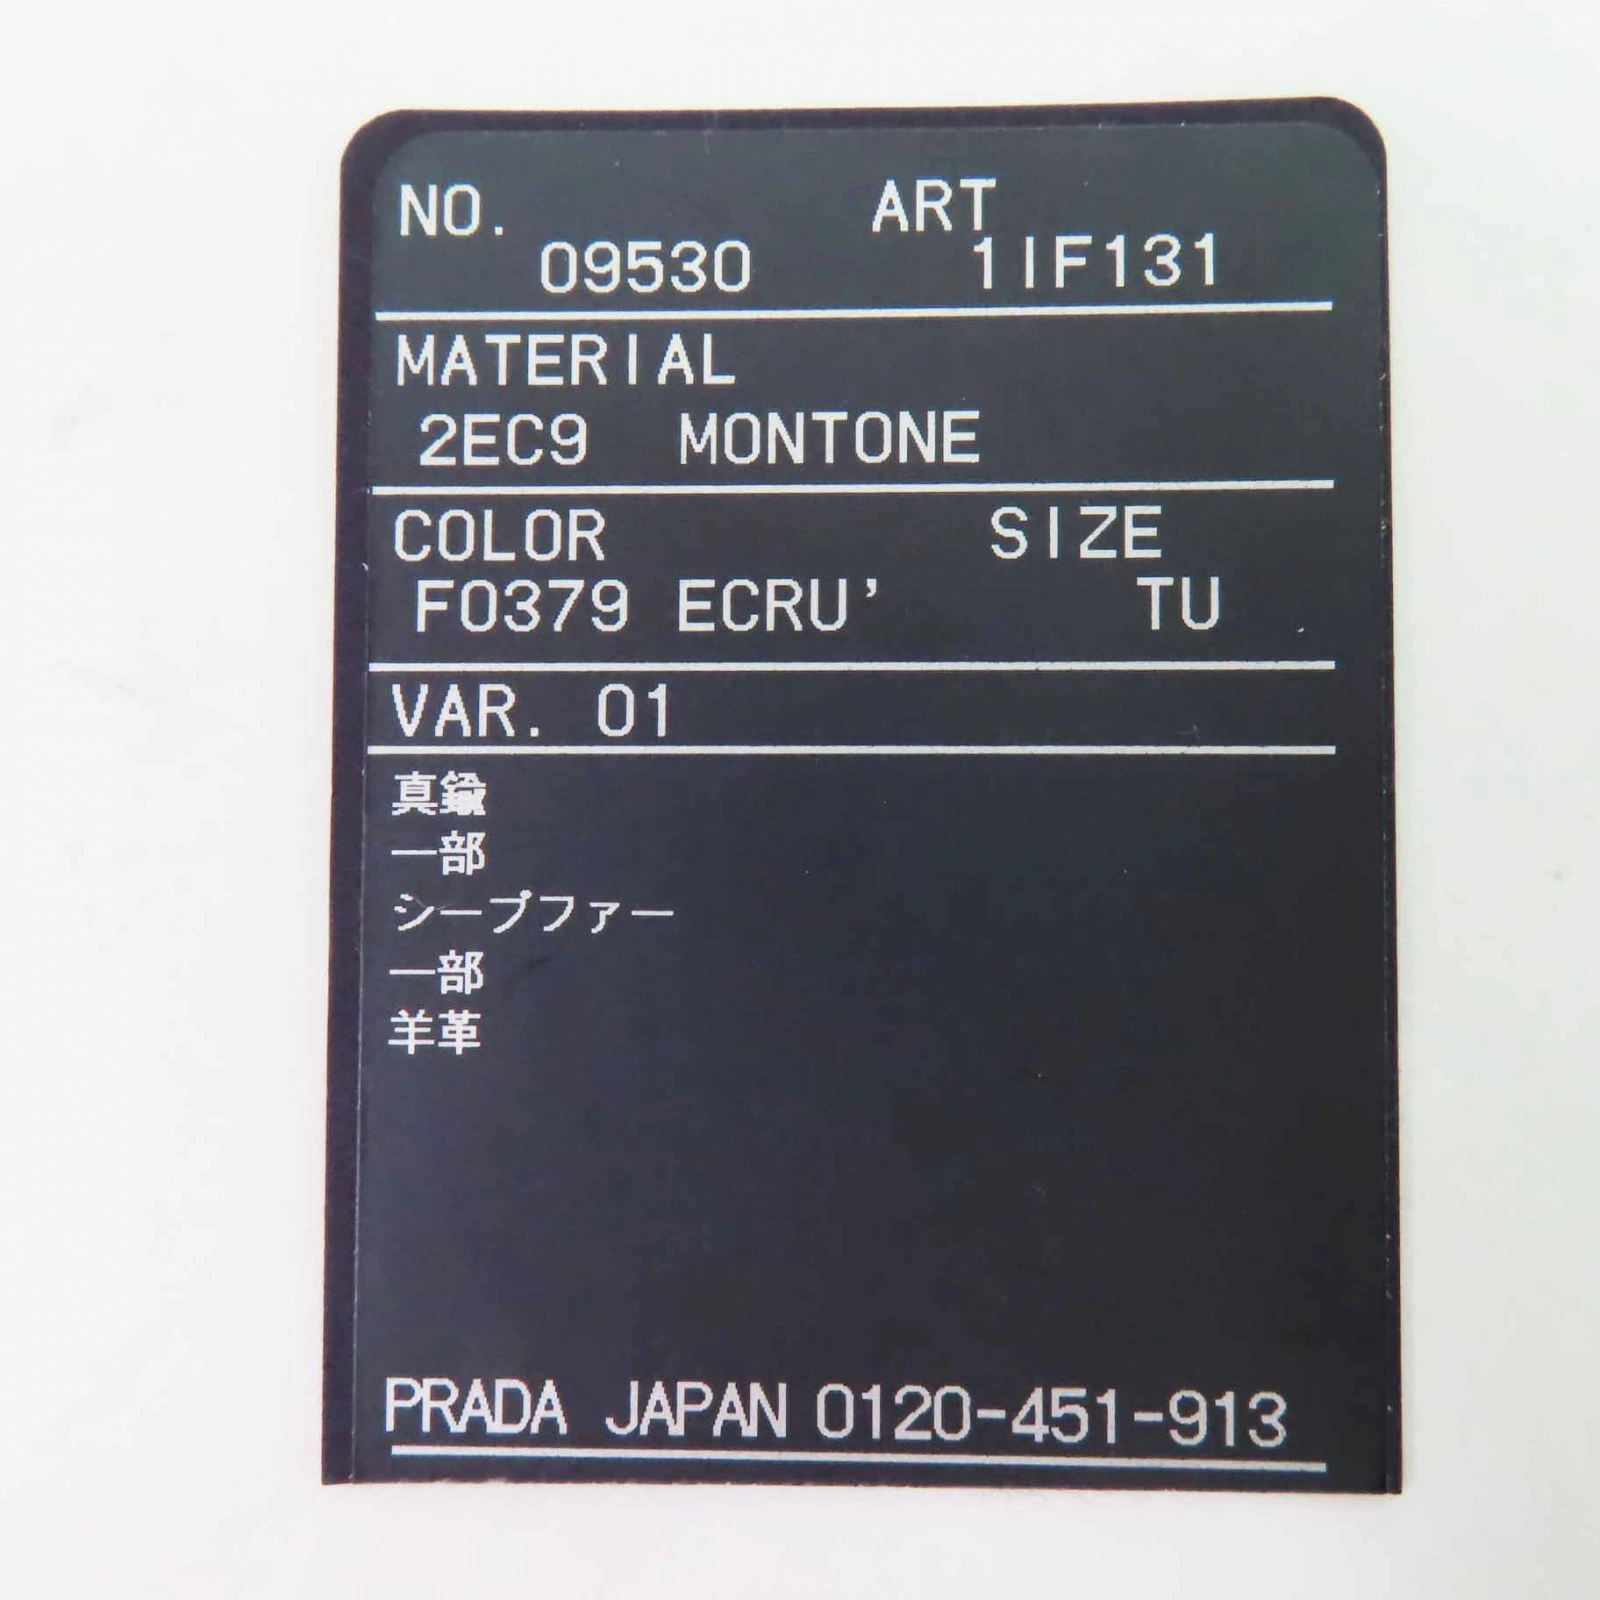 NO. ART
09530 1IF131
MATERIAL
2EC9 MONTONE
COLOR SIZE
F0379 ECRU' TU
VAR. 01
真鍮
一部
シープファー
一部
羊革
PRADA JAPAN 0120-451-913